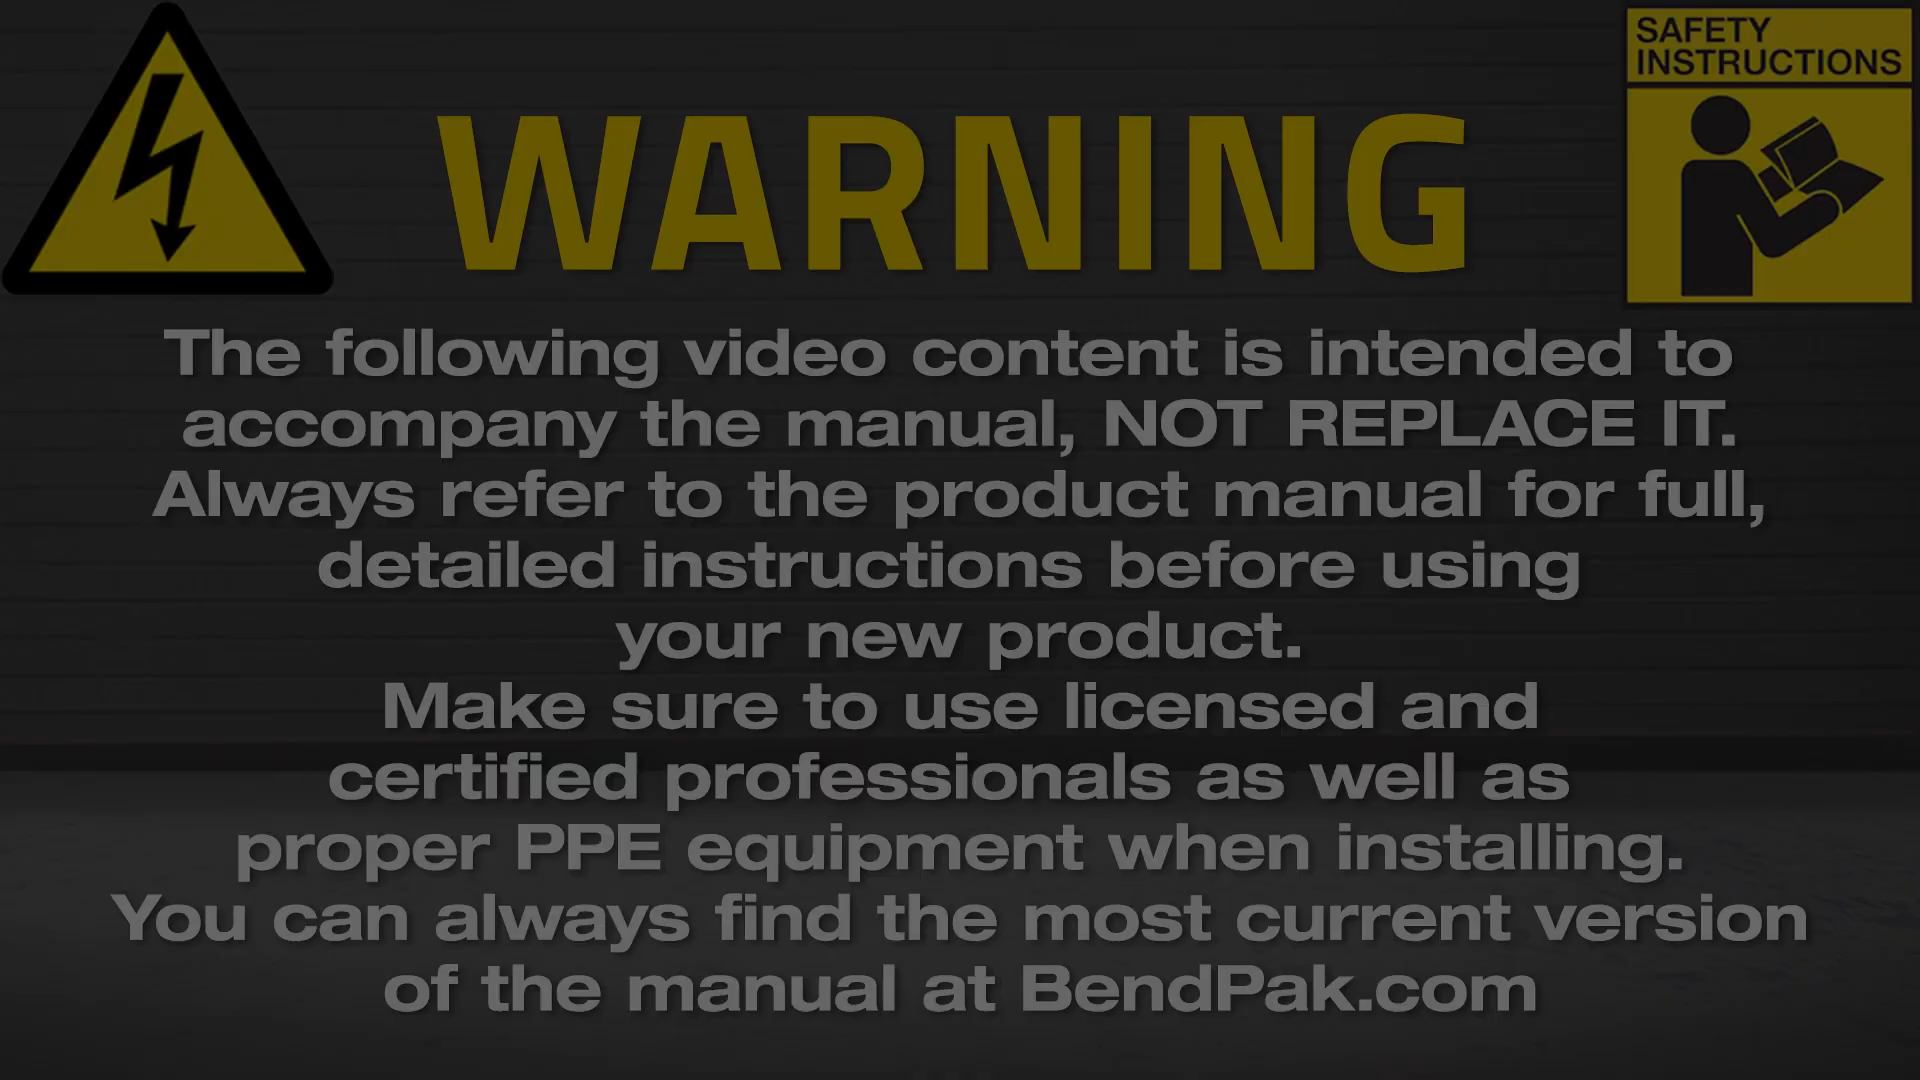 SAFETY
INSTRUCTIONS
WARNING
The following video content is intended to
accompany the manual, NOT REPLACE IT.
Always refer to the product manual for full,
detailed instructions before using
your new product.
Make sure to use licensed and
certified professionals as well as
proper PPE equipment when installing.
You can always find the most current version
of the manual at BendPak.com